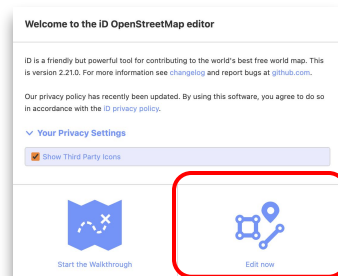 Welcome to the iD OpenStreetMap editor
iD is a friendly but powerful tool for contributing to the world's best free world map. This
is version 2.21.0. For more information see changelog and report bugs at github.com.
Our privacy policy has recently been updated. By using this software, you agree to do so
in accordance with the iD privacy policy.
Your Privacy Settings
Show Third Party Icons
Start the Walkthrough
Edit now